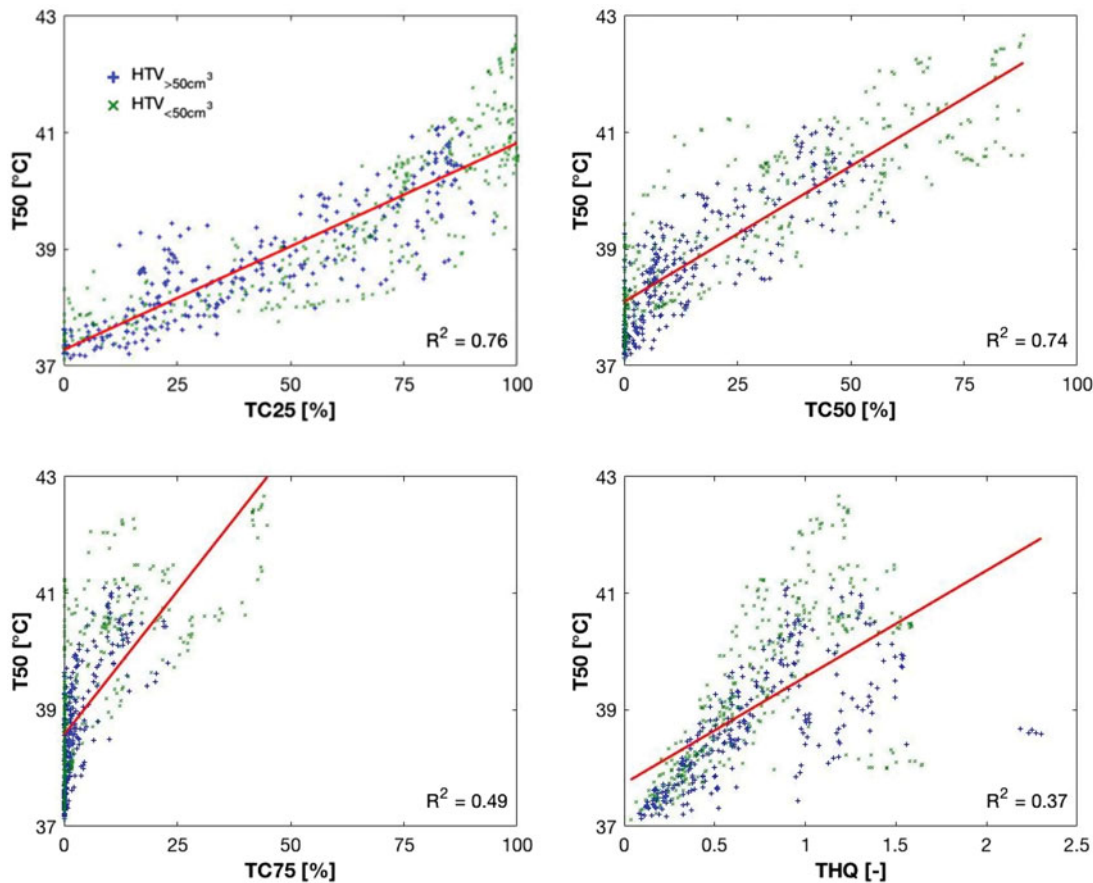 43
41
39
37
T50 [°C]
+ HTV>50cm³
× HTV<50cm³
R² = 0.76
0 25 50 75 100
TC25 [%]
43
41
39
37
T50 [°C]
R² = 0.74
0 25 50 75 100
TC50 [%]
43
41
39
37
T50 [°C]
R² = 0.49
0 25 50 75 100
TC75 [%]
43
41
39
37
T50 [°C]
R² = 0.37
0 0.5 1 1.5 2 2.5
THQ [-]